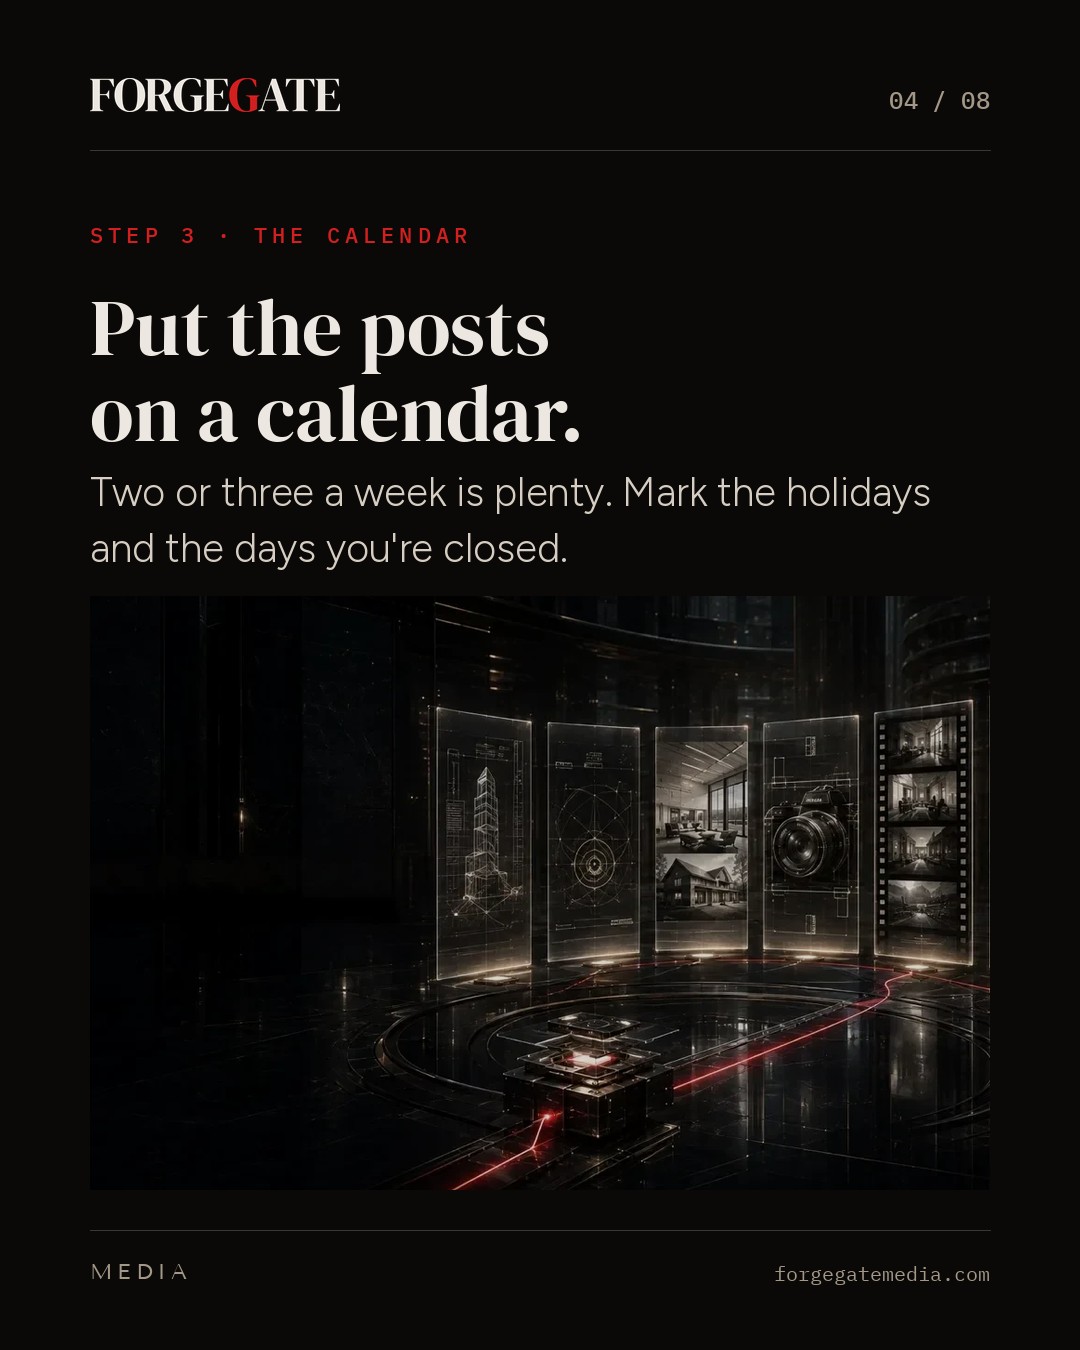 FORGEGATE
04 / 08
STEP 3 · THE CALENDAR
Put the posts
on a calendar.
Two or three a week is plenty. Mark the holidays
and the days you're closed.
MEDIA
forgegatemedia.com